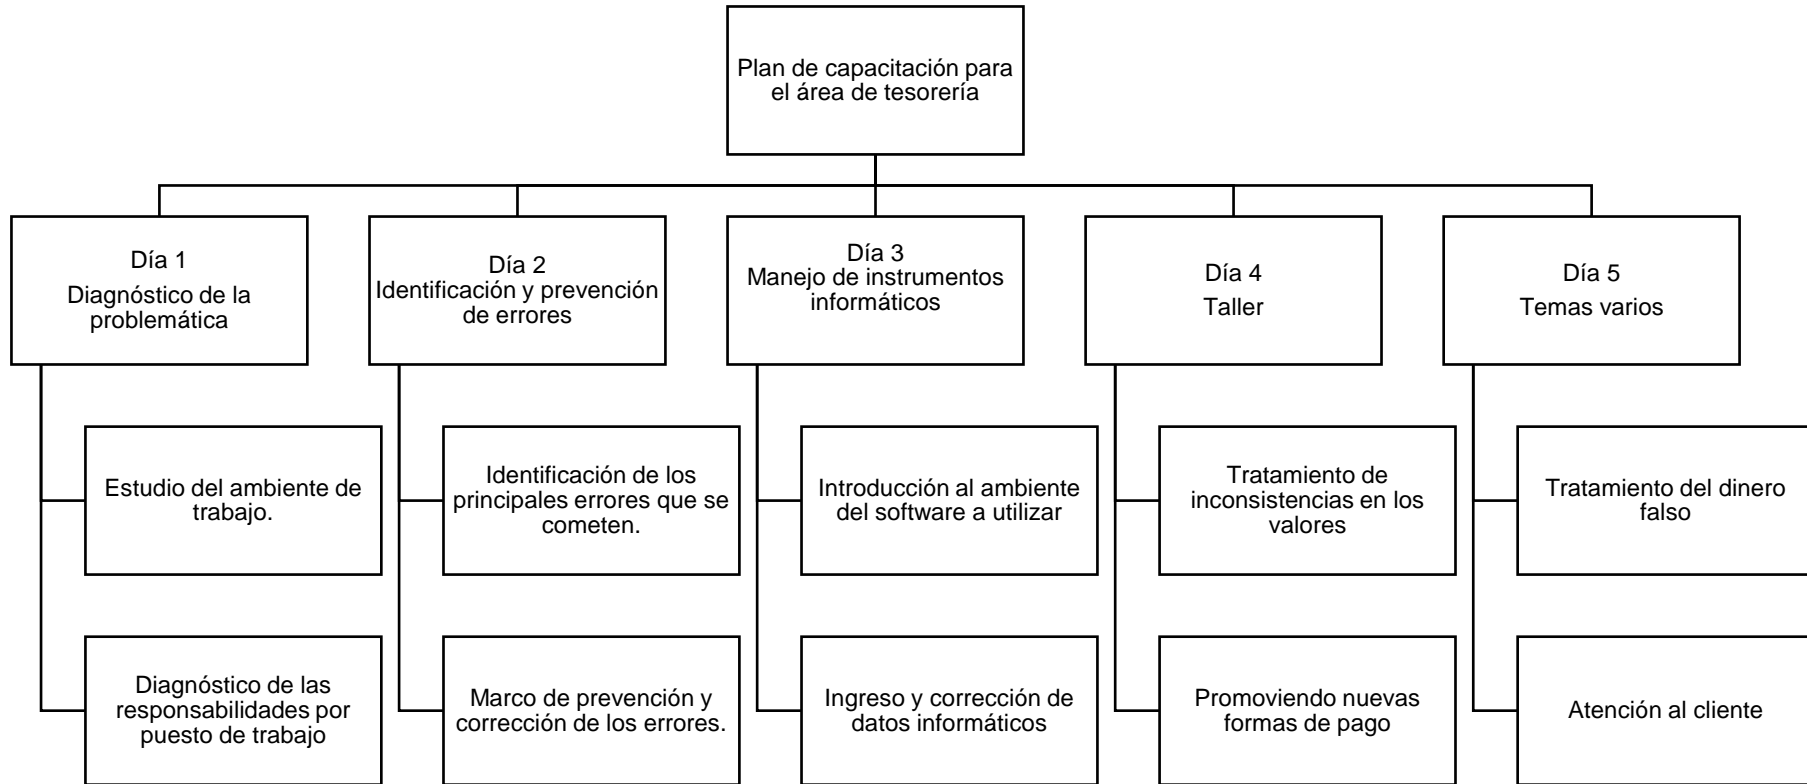 Plan de capacitación para
el área de tesorería
Día 1
Diagnóstico de la
problemática
Día 2
Identificación y prevención
de errores
Día 3
Manejo de instrumentos
informáticos
Día 4
Taller
Día 5
Temas varios
Estudio del ambiente de
trabajo.
Identificación de los
principales errores que se
cometen.
Introducción al ambiente
del software a utilizar
Tratamiento de
inconsistencias en los
valores
Tratamiento del dinero
falso
Diagnóstico de las
responsabilidades por
puesto de trabajo
Marco de prevención y
corrección de los errores.
Ingreso y corrección de
datos informáticos
Promoviendo nuevas
formas de pago
Atención al cliente